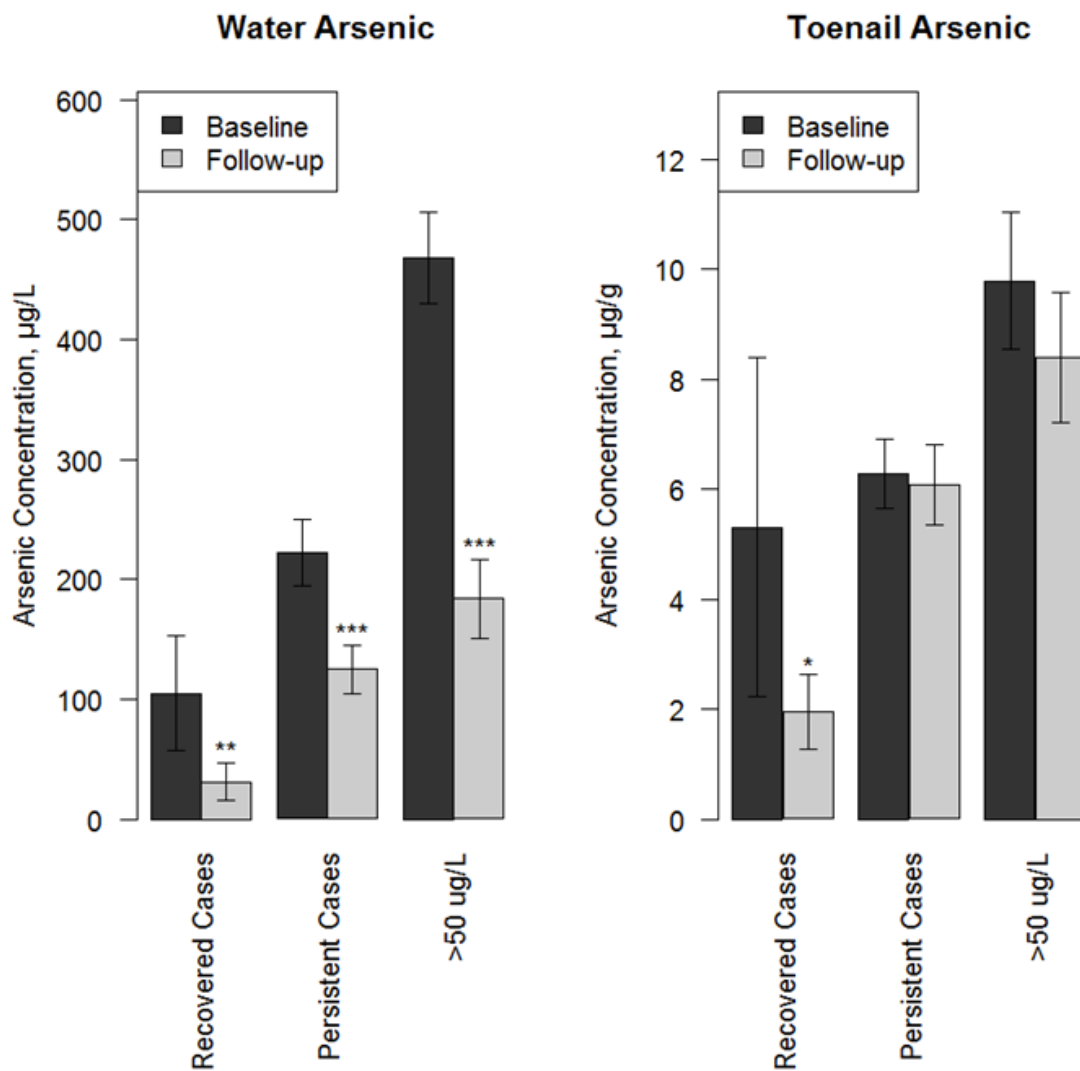 Water Arsenic
Arsenic Concentration, µg/L
600
500
400
300
200
100
0
Baseline
Follow-up
**
***
***
Recovered Cases
Persistent Cases
>50 ug/L
Toenail Arsenic
Arsenic Concentration, µg/g
12
10
8
6
4
2
0
Baseline
Follow-up
*
Recovered Cases
Persistent Cases
>50 ug/L